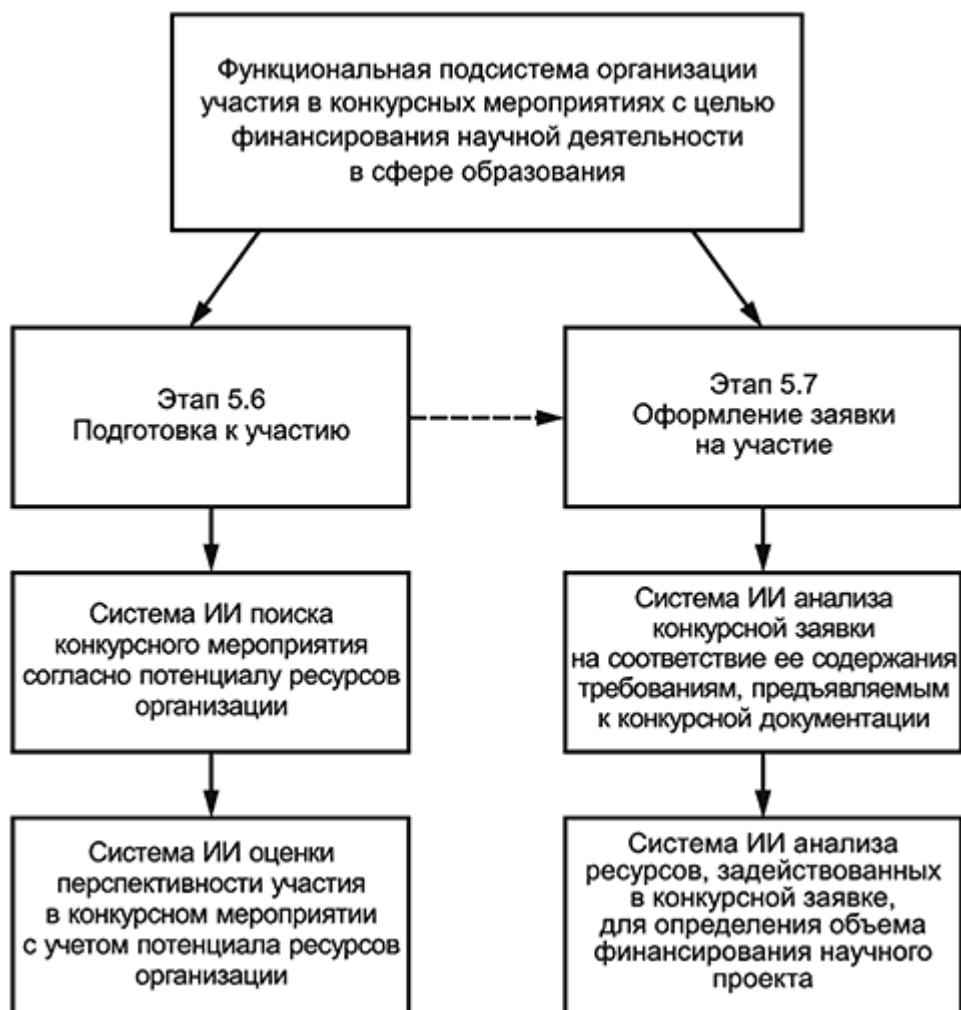 Функциональная подсистема организации
участия в конкурсных мероприятиях с целью
финансирования научной деятельности
в сфере образования
Этап 5.6
Подготовка к участию
Этап 5.7
Оформление заявки
на участие
Система ИИ поиска
конкурсного мероприятия
согласно потенциалу ресурсов
организации
Система ИИ анализа
конкурсной заявки
на соответствие ее содержания
требованиям, предъявляемым
к конкурсной документации
Система ИИ оценки
перспективности участия
в конкурсном мероприятии
с учетом потенциала ресурсов
организации
Система ИИ анализа
ресурсов, задействованных
в конкурсной заявке,
для определения объема
финансирования научного
проекта